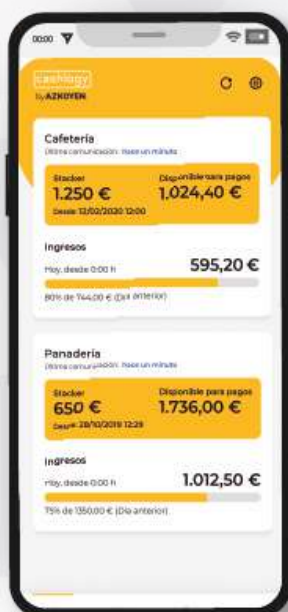 00:00
cashlogy
by AZKOYEN
Cafetería
Última comunicación: hace un minuto
Stacker
Disponible para pagos
1.250 €
1.024,40 €
Desde 12/02/2020 12:00
Ingresos
Hoy, desde 0:00 h
595,20 €
80% de 744,00 € (Día anterior)
Panadería
Última comunicación: hace un minuto
Stacker
Disponible para pagos
650 €
1.736,00 €
Desde 28/10/2019 12:29
Ingresos
Hoy, desde 0:00 h
1.012,50 €
75% de 1350,00 € (Día anterior)